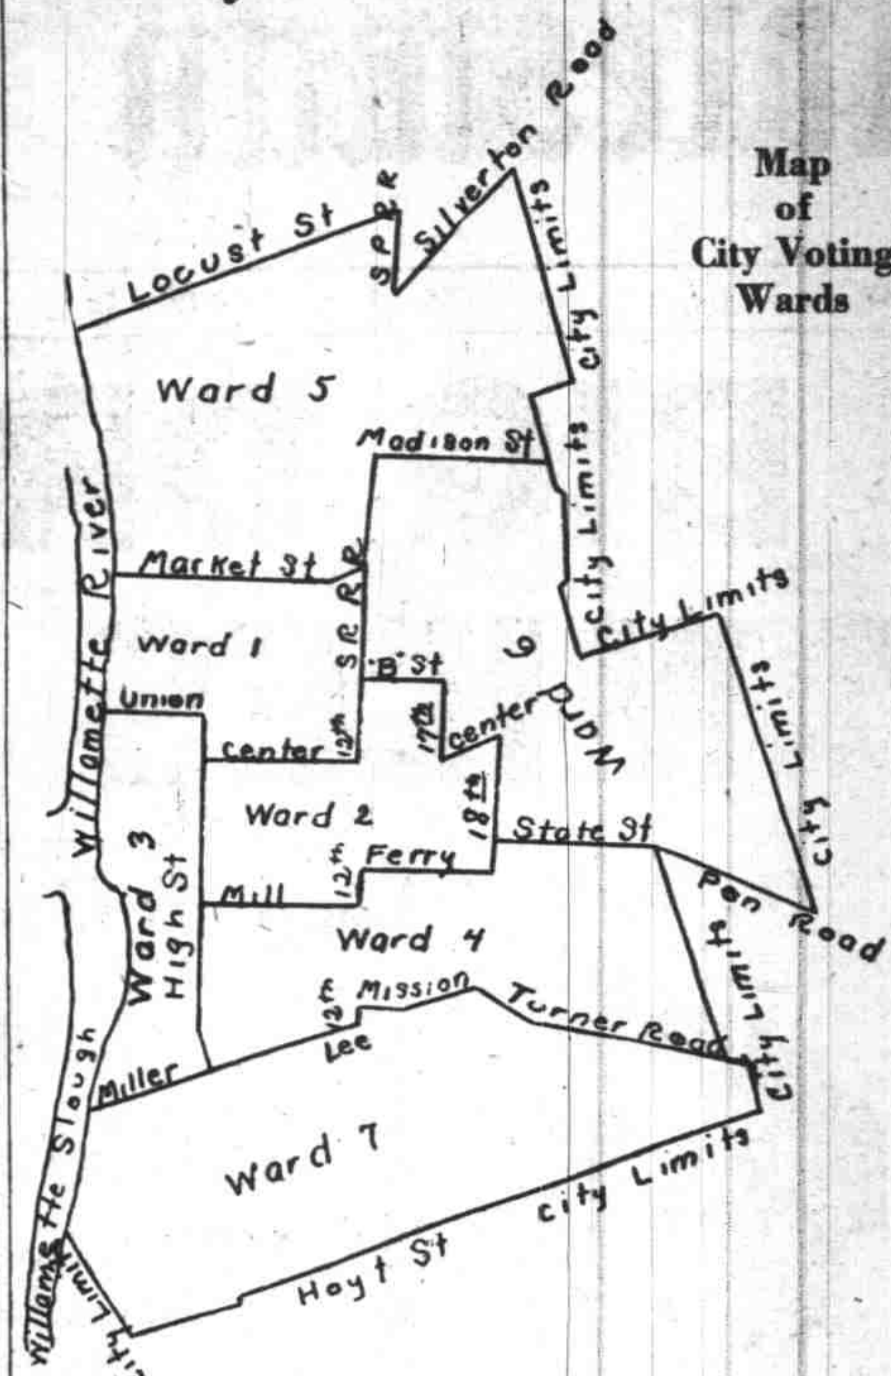 Map
of
City Voting
Wards
Silverton Road
S P R R
Locust St
City Limits
Ward 5
Madison St
City Limits
Willamette River
Market St
S P R R
City Limits
Ward 1
Ward 6
"B" St
City Limits
Union
12th
17th
Center
Center
Ward 2
18th
State St
Ward 3
High St
12th
Ferry
Mill
Pen Road
Ward 4
City Limits
12th
Mission
Turner Road
Lee
Miller
Willamette Slough
Ward 7
City Limits
Hoyt St
City Limits